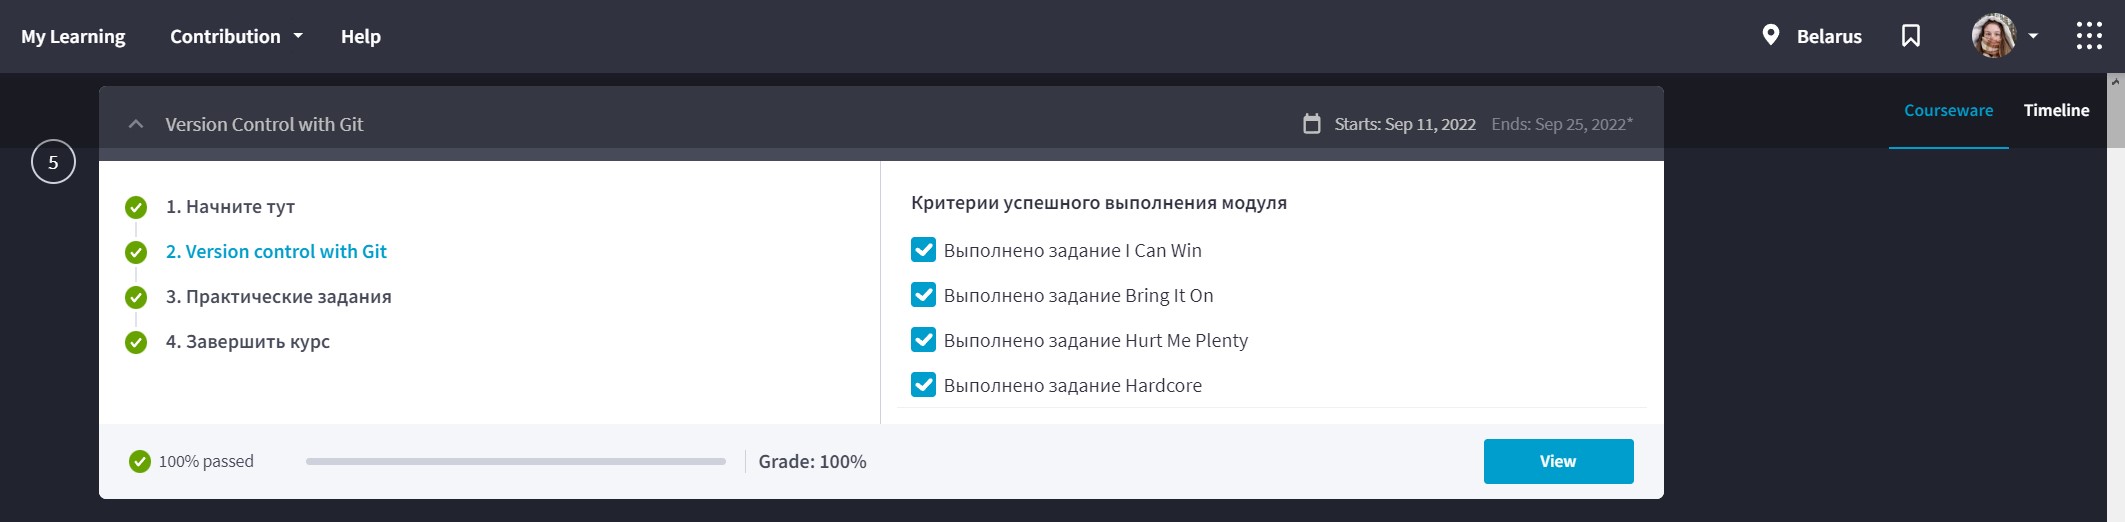 My Learning
Contribution
Help
Belarus
Courseware
Timeline
5
Version Control with Git
Starts: Sep 11, 2022
Ends: Sep 25, 2022*
1. Начните тут
2. Version control with Git
3. Практические задания
4. Завершить курс
Критерии успешного выполнения модуля
Выполнено задание I Can Win
Выполнено задание Bring It On
Выполнено задание Hurt Me Plenty
Выполнено задание Hardcore
100% passed
Grade: 100%
View